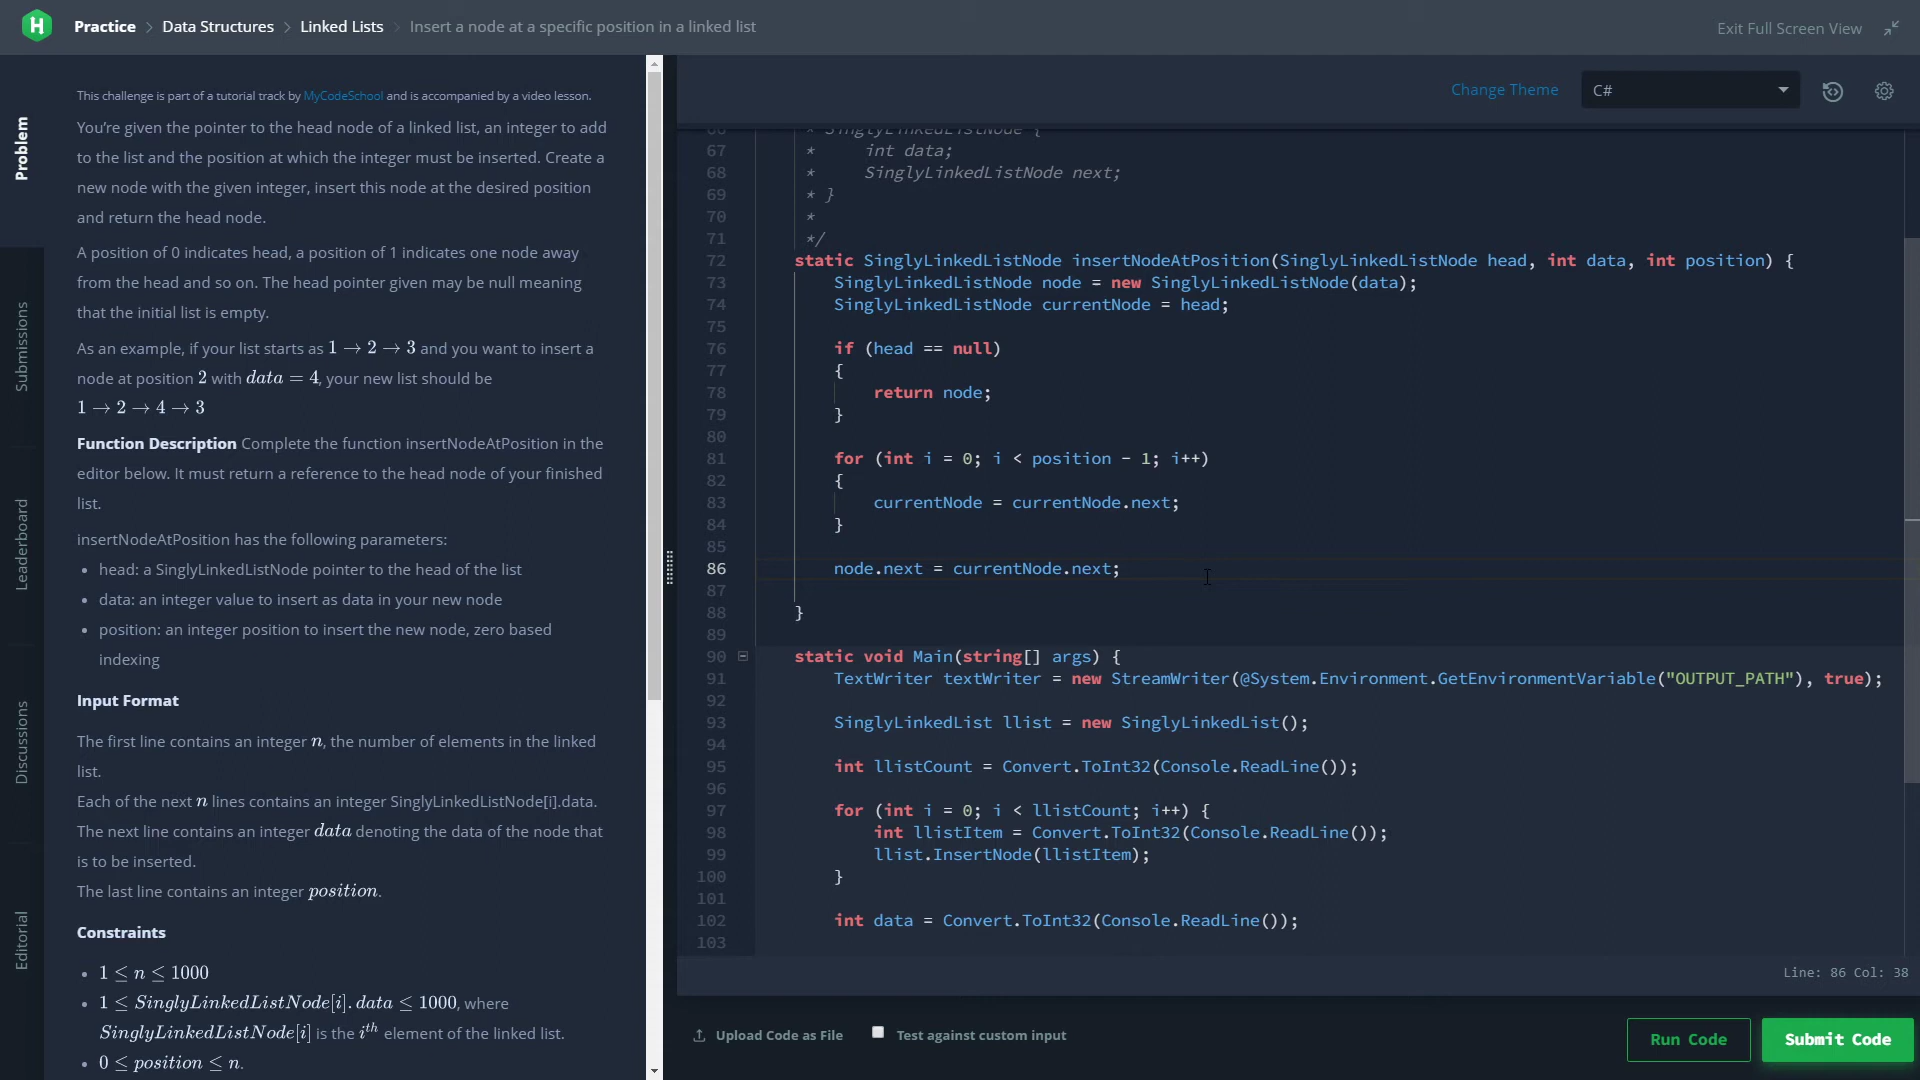 H Practice > Data Structures > Linked Lists > Insert a node at a specific position in a linked list
Exit Full Screen View
Problem
Submissions
Leaderboard
Discussions
Editorial
This challenge is part of a tutorial track by MyCodeSchool and is accompanied by a video lesson.
You're given the pointer to the head node of a linked list, an integer to add
to the list and the position at which the integer must be inserted. Create a
new node with the given integer, insert this node at the desired position
and return the head node.
A position of 0 indicates head, a position of 1 indicates one node away
from the head and so on. The head pointer given may be null meaning
that the initial list is empty.
As an example, if your list starts as 1 → 2 → 3 and you want to insert a
node at position 2 with data = 4, your new list should be
1 → 2 → 4 → 3
Function Description Complete the function insertNodeAtPosition in the
editor below. It must return a reference to the head node of your finished
list.
insertNodeAtPosition has the following parameters:
• head: a SinglyLinkedListNode pointer to the head of the list
• data: an integer value to insert as data in your new node
• position: an integer position to insert the new node, zero based
indexing
Input Format
The first line contains an integer n, the number of elements in the linked
list.
Each of the next n lines contains an integer SinglyLinkedListNode[i].data.
The next line contains an integer data denoting the data of the node that
is to be inserted.
The last line contains an integer position.
Constraints
• 1 ≤ n ≤ 1000
• 1 ≤ SinglyLinkedListNode[i].data ≤ 1000, where
SinglyLinkedListNode[i] is the iᵗʰ element of the linked list.
• 0 ≤ position ≤ n.
Change Theme
C#
66 * SinglyLinkedListNode {
67 *     int data;
68 *     SinglyLinkedListNode next;
69 * }
70 *
71 */
72 static SinglyLinkedListNode insertNodeAtPosition(SinglyLinkedListNode head, int data, int position) {
73 SinglyLinkedListNode node = new SinglyLinkedListNode(data);
74 SinglyLinkedListNode currentNode = head;
75
76 if (head == null)
77 {
78 return node;
79 }
80
81 for (int i = 0; i < position - 1; i++)
82 {
83 currentNode = currentNode.next;
84 }
85
86 node.next = currentNode.next;
87
88 }
89
90 static void Main(string[] args) {
91 TextWriter textWriter = new StreamWriter(@System.Environment.GetEnvironmentVariable("OUTPUT_PATH"), true);
92
93 SinglyLinkedList llist = new SinglyLinkedList();
94
95 int llistCount = Convert.ToInt32(Console.ReadLine());
96
97 for (int i = 0; i < llistCount; i++) {
98 int llistItem = Convert.ToInt32(Console.ReadLine());
99 llist.InsertNode(llistItem);
100 }
101
102 int data = Convert.ToInt32(Console.ReadLine());
103
Line: 86 Col: 38
Upload Code as File
Test against custom input
Run Code
Submit Code